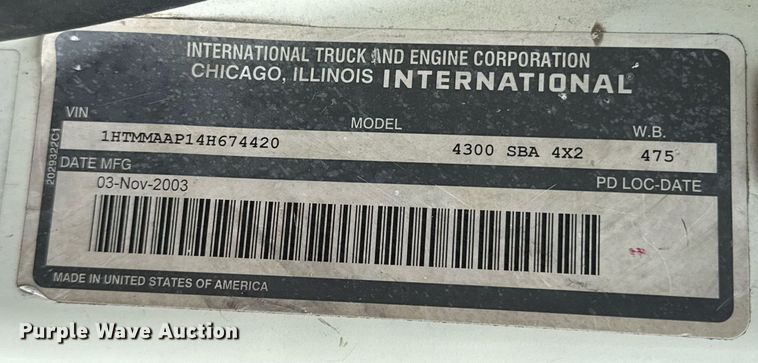 INTERNATIONAL TRUCK AND ENGINE CORPORATION
CHICAGO, ILLINOIS INTERNATIONAL®
VIN MODEL W.B.
1HTMMAAP14H674420 4300 SBA 4X2 475
DATE MFG PD LOC-DATE
03-Nov-2003
MADE IN UNITED STATES OF AMERICA
2029322C1
Purple Wave Auction